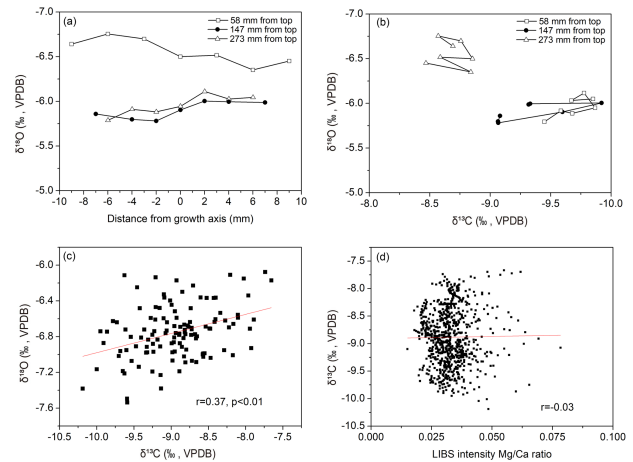 (a)
58 mm from top
147 mm from top
273 mm from top
-7.0
-6.5
-6.0
-5.5
-5.0
δ¹⁸O (‰ , VPDB)
-10 -8 -6 -4 -2 0 2 4 6 8 10
Distance from growth axis (mm)
(b)
58 mm from top
147 mm from top
273 mm from top
-7.0
-6.5
-6.0
-5.5
-5.0
δ¹⁸O (‰ , VPDB)
-8.0 -8.5 -9.0 -9.5 -10.0
δ¹³C (‰ , VPDB)
(c)
-6.0
-6.4
-6.8
-7.2
-7.6
δ¹⁸O (‰ , VPDB)
r=0.37, p<0.01
-10.5 -10.0 -9.5 -9.0 -8.5 -8.0 -7.5
δ¹³C (‰ , VPDB)
(d)
-7.5
-8.0
-8.5
-9.0
-9.5
-10.0
-10.5
δ¹³C (‰ , VPDB)
r=-0.03
0.000 0.025 0.050 0.075 0.100
LIBS intensity Mg/Ca ratio